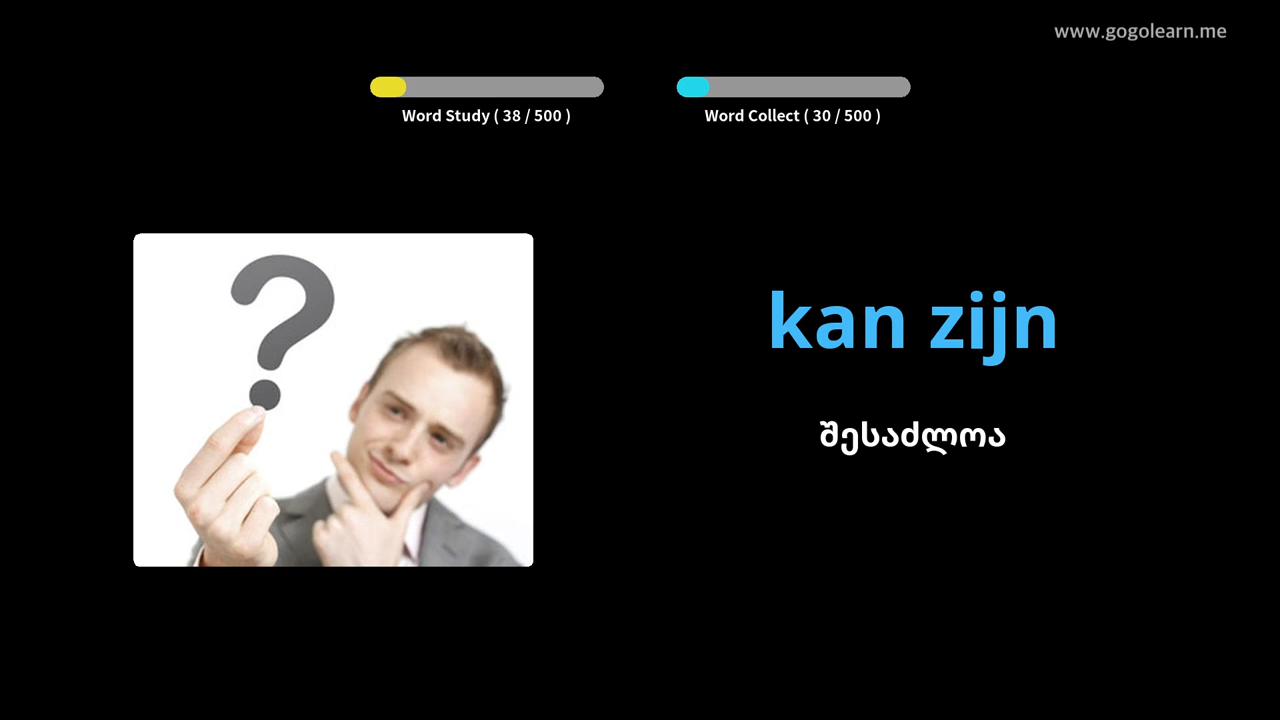 www.gogolearn.me
Word Study ( 38 / 500 )
Word Collect ( 30 / 500 )
kan zijn
შესაძლოა